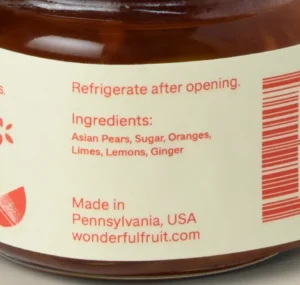 s.
Refrigerate after opening.
Ingredients:
Asian Pears, Sugar, Oranges,
Limes, Lemons, Ginger
Made in
Pennsylvania, USA
wonderfulfruit.com